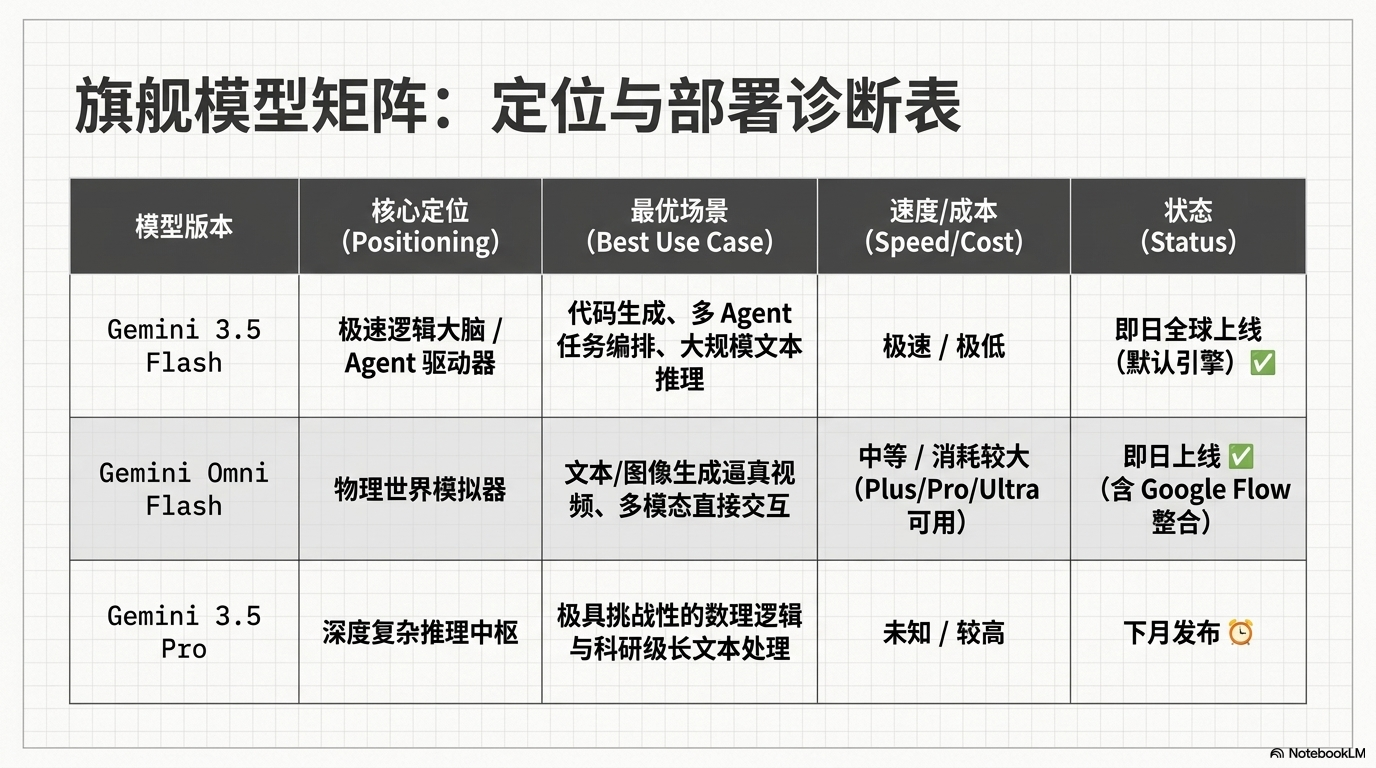 旗舰模型矩阵：定位与部署诊断表
模型版本
核心定位
（Positioning）
最优场景
（Best Use Case）
速度/成本
（Speed/Cost）
状态
（Status）
Gemini 3.5
Flash
极速逻辑大脑 /
Agent 驱动器
代码生成、多 Agent
任务编排、大规模文本
推理
极速 / 极低
即日全球上线
（默认引擎）✅
Gemini Omni
Flash
物理世界模拟器
文本/图像生成逼真视
频、多模态直接交互
中等 / 消耗较大
（Plus/Pro/Ultra
可用）
即日上线 ✅
（含 Google Flow
整合）
Gemini 3.5
Pro
深度复杂推理中枢
极具挑战性的数理逻辑
与科研级长文本处理
未知 / 较高
下月发布 ⏰
NotebookLM